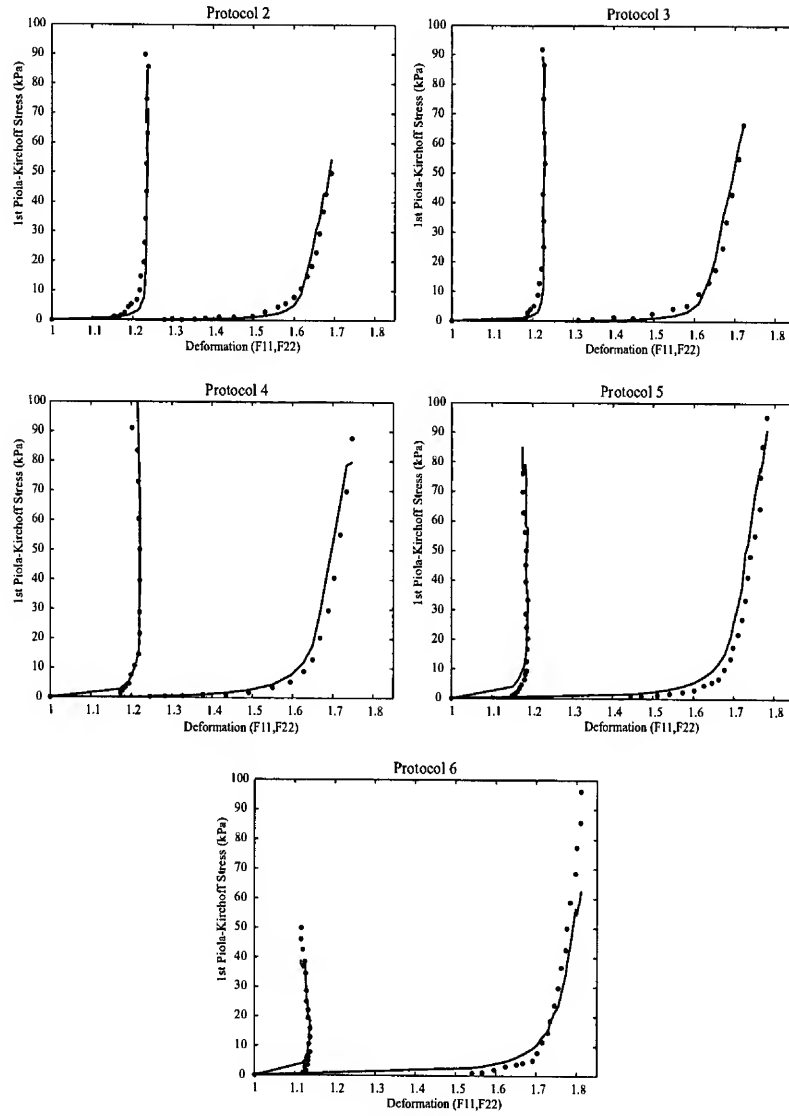 Protocol 2
1st Piola-Kirchoff Stress (kPa)
100
90
80
70
60
50
40
30
20
10
0
1 1.1 1.2 1.3 1.4 1.5 1.6 1.7 1.8
Deformation (F11,F22)
Protocol 3
1st Piola-Kirchoff Stress (kPa)
100
90
80
70
60
50
40
30
20
10
0
1 1.1 1.2 1.3 1.4 1.5 1.6 1.7 1.8
Deformation (F11,F22)
Protocol 4
1st Piola-Kirchoff Stress (kPa)
100
90
80
70
60
50
40
30
20
10
0
1 1.1 1.2 1.3 1.4 1.5 1.6 1.7 1.8
Deformation (F11,F22)
Protocol 5
1st Piola-Kirchoff Stress (kPa)
100
90
80
70
60
50
40
30
20
10
0
1 1.1 1.2 1.3 1.4 1.5 1.6 1.7 1.8
Deformation (F11,F22)
Protocol 6
1st Piola-Kirchoff Stress (kPa)
100
90
80
70
60
50
40
30
20
10
0
1 1.1 1.2 1.3 1.4 1.5 1.6 1.7 1.8
Deformation (F11,F22)